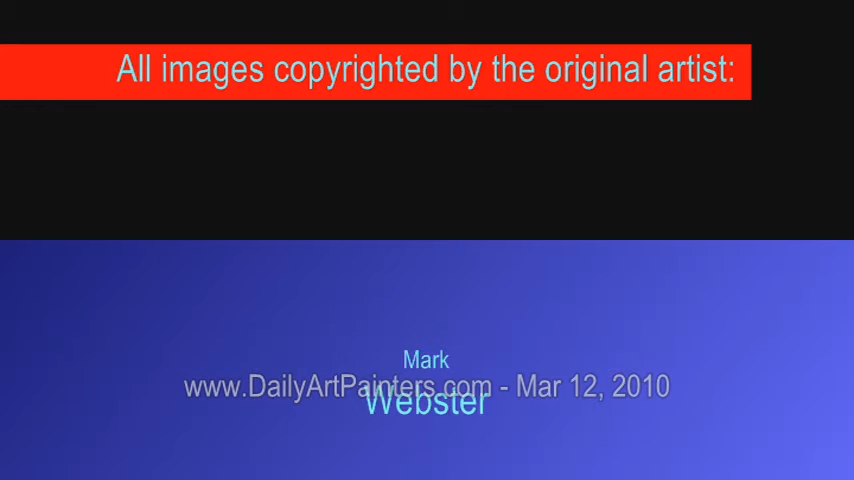 All images copyrighted by the original artist:
Mark
www.DailyArtPainters.com - Mar 12, 2010
Webster